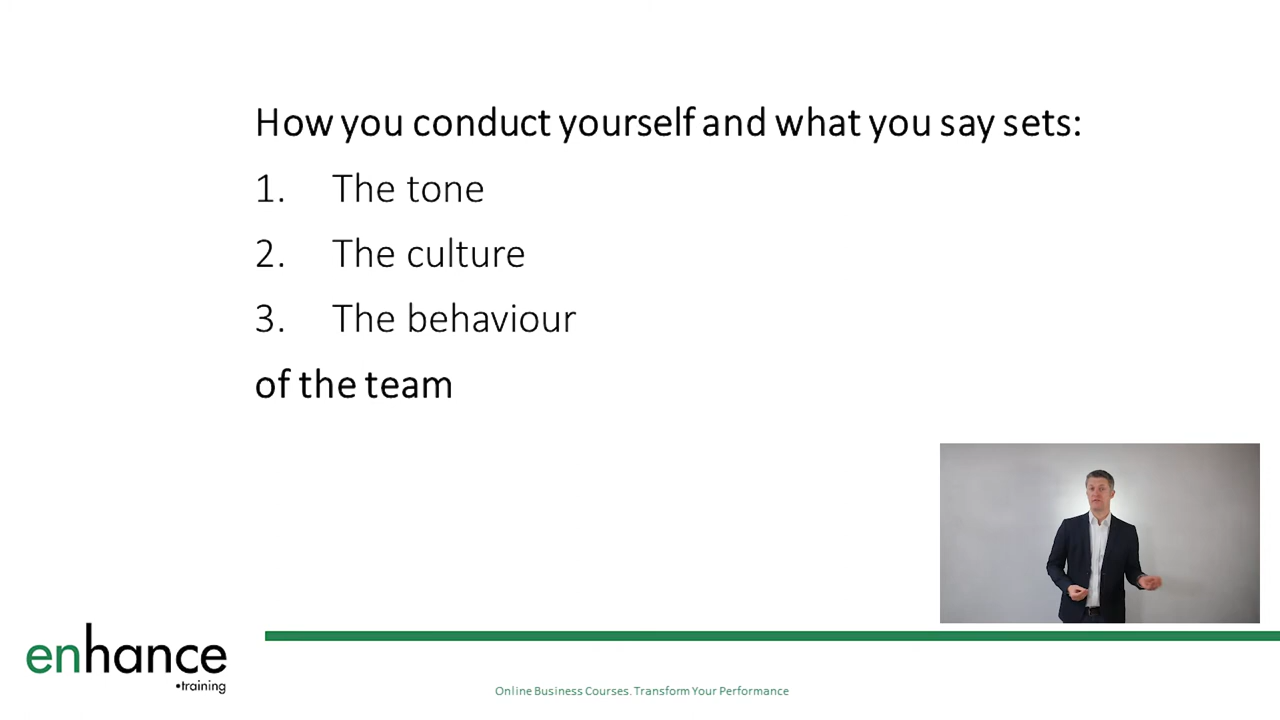 How you conduct yourself and what you say sets:
1. The tone
2. The culture
3. The behaviour
of the team
enhance
•training
Online Business Courses. Transform Your Performance